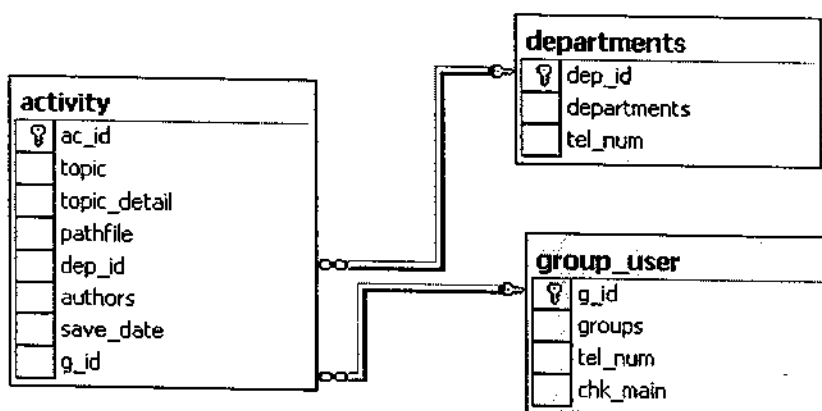 activity
ac_id
topic
topic_detail
pathfile
dep_id
authors
save_date
g_id
departments
dep_id
departments
tel_num
group_user
g_id
groups
tel_num
chk_main